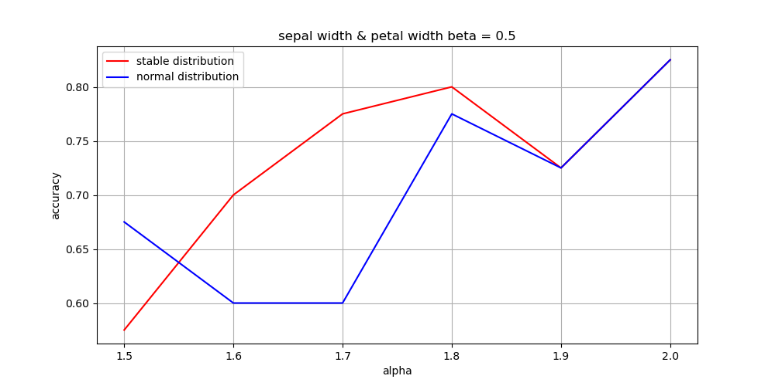 sepal width & petal width beta = 0.5
stable distribution
normal distribution
accuracy
0.80
0.75
0.70
0.65
0.60
1.5 1.6 1.7 1.8 1.9 2.0
alpha